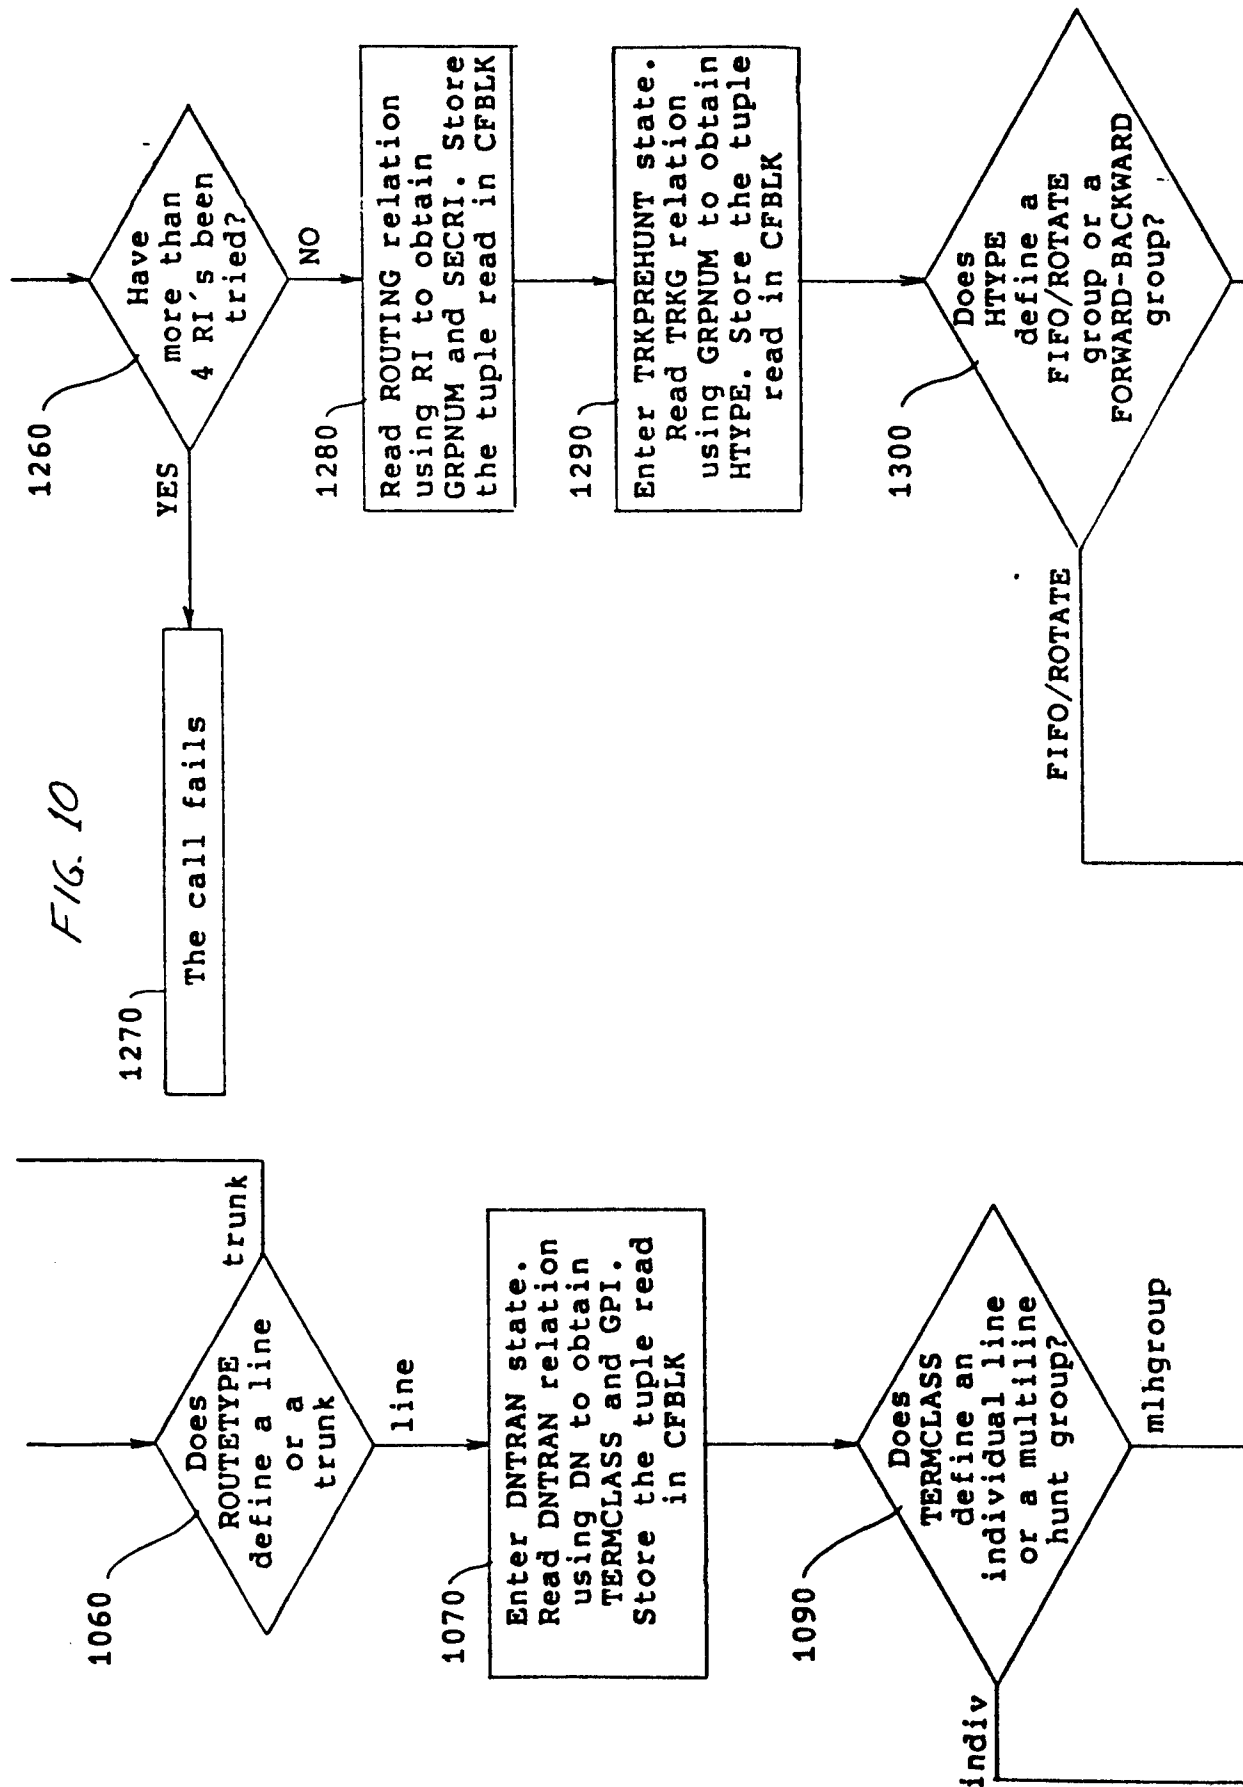 FIG. 10
1060
Does
ROUTETYPE
define a line
or a
trunk
trunk
line
1070
Enter DNTRAN state.
Read DNTRAN relation
using DN to obtain
TERMCLASS and GPI.
Store the tuple read
in CFBLK
1090
Does
TERMCLASS
define an
individual line
or a multiline
hunt group?
indiv
mlhgroup
1260
Have
more than
4 RI's been
tried?
YES
NO
1270
The call fails
1280
Read ROUTING relation
using RI to obtain
GRPNUM and SECRI. Store
the tuple read in CFBLK
1290
Enter TRKPREHUNT state.
Read TRKG relation
using GRPNUM to obtain
HTYPE. Store the tuple
read in CFBLK
1300
Does
HTYPE
define a
FIFO/ROTATE
group or a
FORWARD-BACKWARD
group?
FIFO/ROTATE